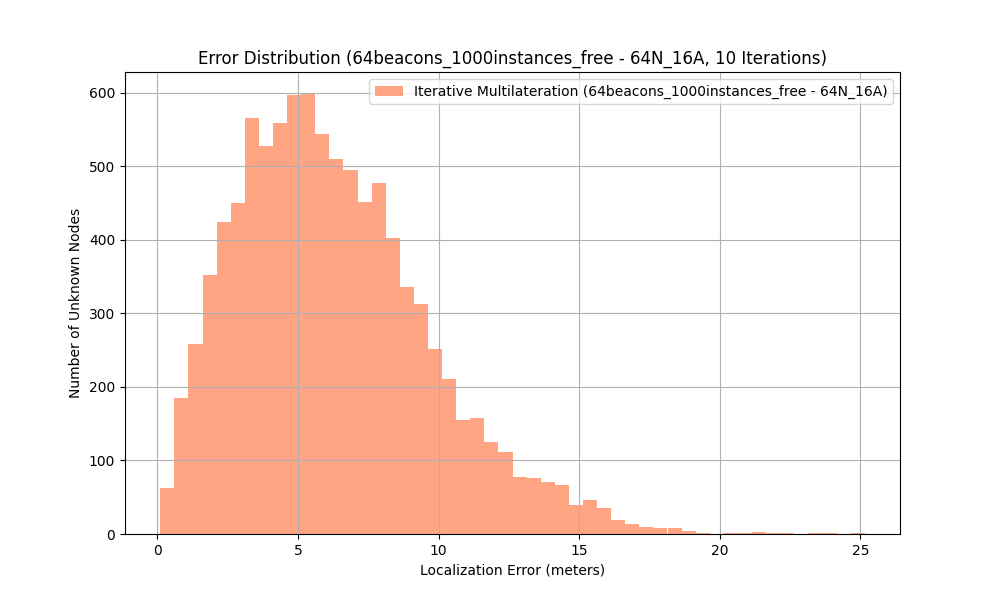 Error Distribution (64beacons_1000instances_free - 64N_16A, 10 Iterations)
Iterative Multilateration (64beacons_1000instances_free - 64N_16A)
Number of Unknown Nodes
600
500
400
300
200
100
0
0 5 10 15 20 25
Localization Error (meters)